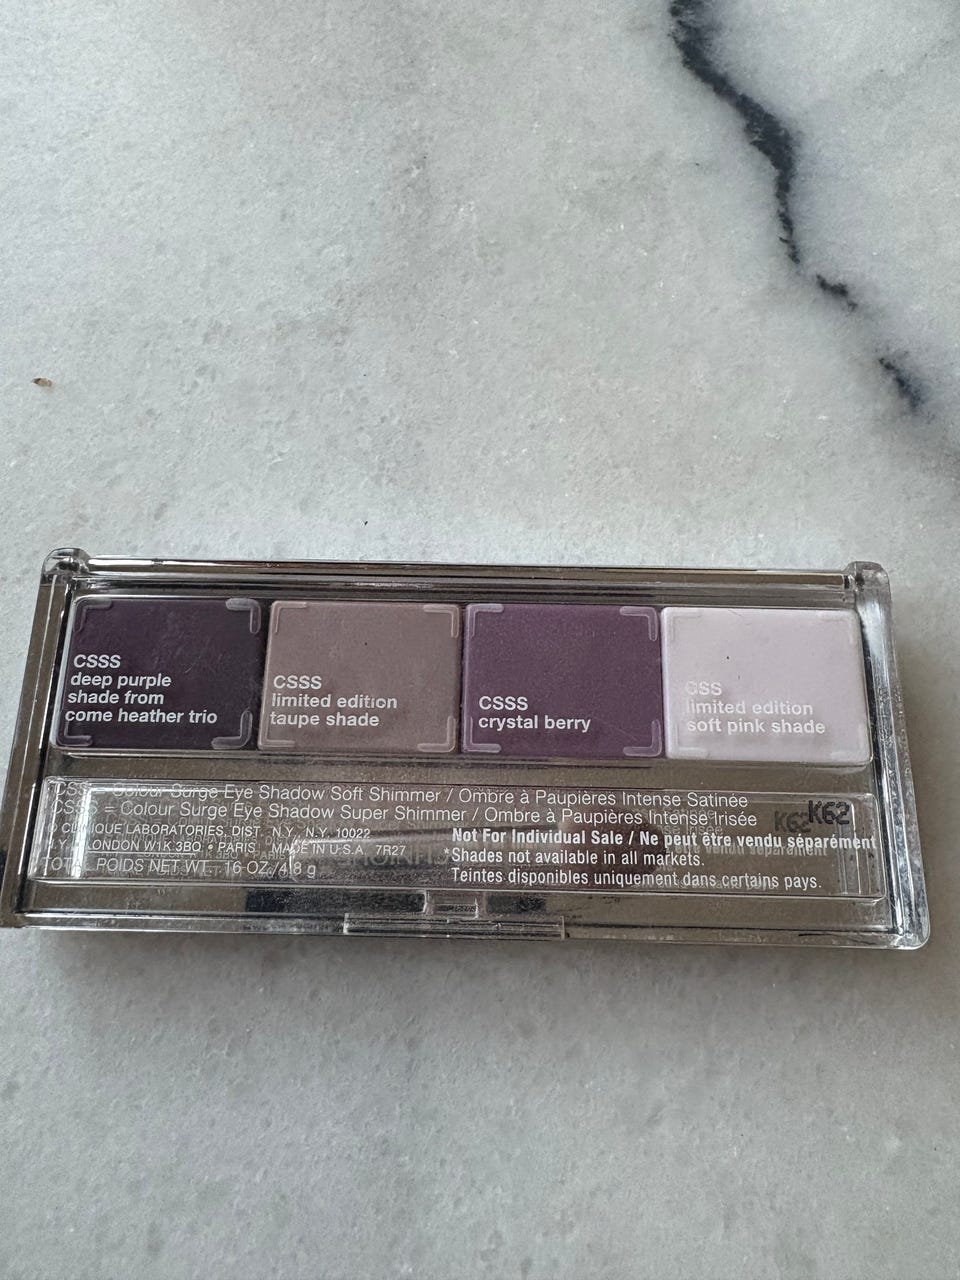 CSSS
deep purple
shade from
come heather trio
CSSS
limited edition
taupe shade
CSSS
crystal berry
CSS
limited edition
soft pink shade
CSS = Colour Surge Eye Shadow Soft Shimmer / Ombre à Paupières Intense Satinée
CSSS = Colour Surge Eye Shadow Super Shimmer / Ombre à Paupières Intense Irisée
© CLINIQUE LABORATORIES, DIST. N.Y., N.Y. 10022
N.Y. • LONDON W1K 3BQ • PARIS MADE IN U.S.A 7R27
TOTAL POIDS NET WT. .16 OZ./4.8 g
K62
Not For Individual Sale / Ne peut être vendu séparément
*Shades not available in all markets.
Teintes disponibles uniquement dans certains pays.